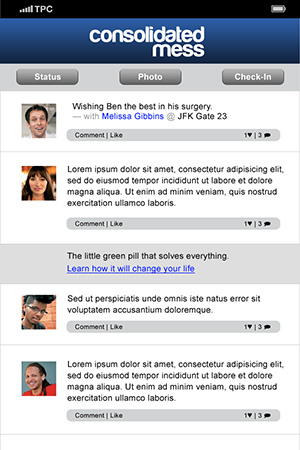 TPC
consolidated
mess
Status Photo Check-In
Wishing Ben the best in his surgery.
— with Melissa Gibbins @ JFK Gate 23
Comment | Like 1♥ | 3
Lorem ipsum dolor sit amet, consectetur adipisicing elit,
sed do eiusmod tempor incididunt ut labore et dolore
magna aliqua. Ut enim ad minim veniam, quis nostrud
exercitation ullamco laboris.
Comment | Like 1♥ | 3
The little green pill that solves everything.
Learn how it will change your life
Sed ut perspiciatis unde omnis iste natus error sit
voluptatem accusantium doloremque.
Comment | Like 1♥ | 3
Lorem ipsum dolor sit amet, consectetur adipisicing elit,
sed do eiusmod tempor incididunt ut labore et dolore
magna aliqua. Ut enim ad minim veniam, quis nostrud
exercitation ullamco laboris.
Comment | Like 1♥ | 3